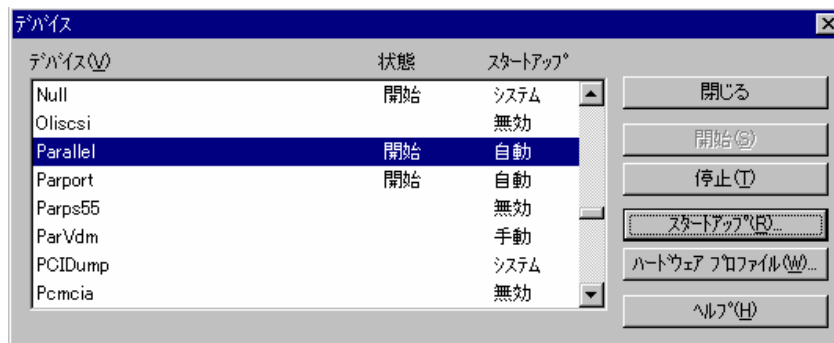 ﾃﾞﾊﾞｲｽ
ﾃﾞﾊﾞｲｽ(V) 状態 ｽﾀｰﾄｱｯﾌﾟ
Null 開始 ｼｽﾃﾑ
Oliscsi 無効
Parallel 開始 自動
Parport 開始 自動
Parps55 無効
ParVdm 手動
PCIDump ｼｽﾃﾑ
Pcmcia 無効
閉じる
開始(S)
停止(T)
ｽﾀｰﾄｱｯﾌﾟ(R)...
ﾊｰﾄﾞｳｪｱ ﾌﾟﾛﾌｧｲﾙ(W)...
ﾍﾙﾌﾟ(H)